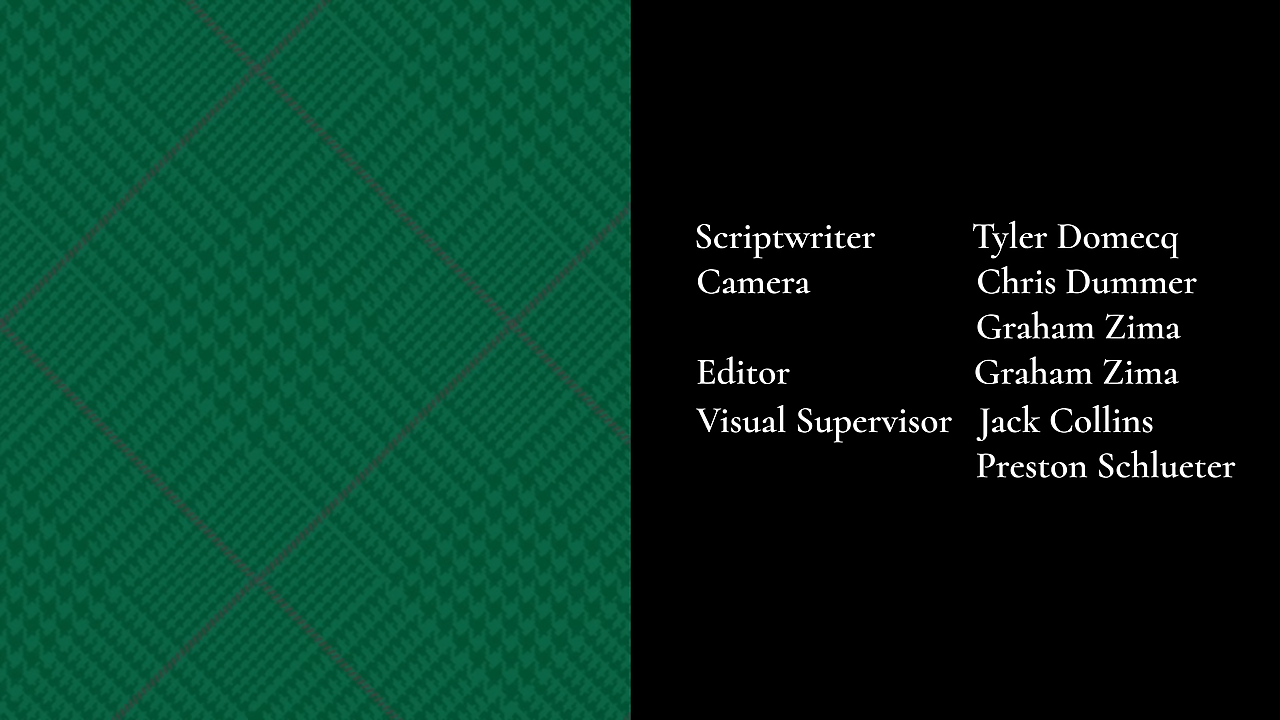 Scriptwriter Tyler Domecq
Camera Chris Dummer
Graham Zima
Editor Graham Zima
Visual Supervisor Jack Collins
Preston Schlueter